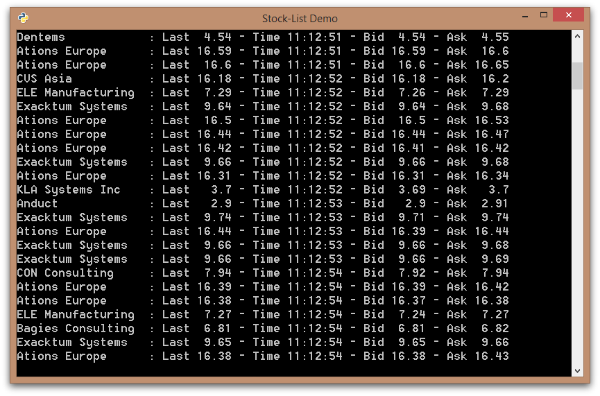 Stock-List Demo
Dentems : Last 4.54 - Time 11:12:51 - Bid 4.54 - Ask 4.55
Ations Europe : Last 16.59 - Time 11:12:51 - Bid 16.59 - Ask 16.6
Ations Europe : Last 16.6 - Time 11:12:51 - Bid 16.6 - Ask 16.65
CVS Asia : Last 16.18 - Time 11:12:52 - Bid 16.18 - Ask 16.2
ELE Manufacturing : Last 7.29 - Time 11:12:52 - Bid 7.26 - Ask 7.29
Exacktum Systems : Last 9.64 - Time 11:12:52 - Bid 9.64 - Ask 9.68
Ations Europe : Last 16.5 - Time 11:12:52 - Bid 16.5 - Ask 16.53
Ations Europe : Last 16.44 - Time 11:12:52 - Bid 16.44 - Ask 16.47
Ations Europe : Last 16.42 - Time 11:12:52 - Bid 16.41 - Ask 16.42
Exacktum Systems : Last 9.66 - Time 11:12:52 - Bid 9.66 - Ask 9.68
Ations Europe : Last 16.31 - Time 11:12:52 - Bid 16.31 - Ask 16.34
KLA Systems Inc : Last 3.7 - Time 11:12:52 - Bid 3.69 - Ask 3.7
Anduct : Last 2.9 - Time 11:12:53 - Bid 2.9 - Ask 2.91
Exacktum Systems : Last 9.74 - Time 11:12:53 - Bid 9.71 - Ask 9.74
Ations Europe : Last 16.44 - Time 11:12:53 - Bid 16.39 - Ask 16.44
Exacktum Systems : Last 9.66 - Time 11:12:53 - Bid 9.66 - Ask 9.68
Exacktum Systems : Last 9.66 - Time 11:12:53 - Bid 9.66 - Ask 9.69
CON Consulting : Last 7.94 - Time 11:12:54 - Bid 7.92 - Ask 7.94
Ations Europe : Last 16.39 - Time 11:12:54 - Bid 16.39 - Ask 16.42
Ations Europe : Last 16.38 - Time 11:12:54 - Bid 16.37 - Ask 16.38
ELE Manufacturing : Last 7.27 - Time 11:12:54 - Bid 7.24 - Ask 7.27
Bagies Consulting : Last 6.81 - Time 11:12:54 - Bid 6.81 - Ask 6.82
Exacktum Systems : Last 9.65 - Time 11:12:54 - Bid 9.65 - Ask 9.66
Ations Europe : Last 16.38 - Time 11:12:54 - Bid 16.38 - Ask 16.43